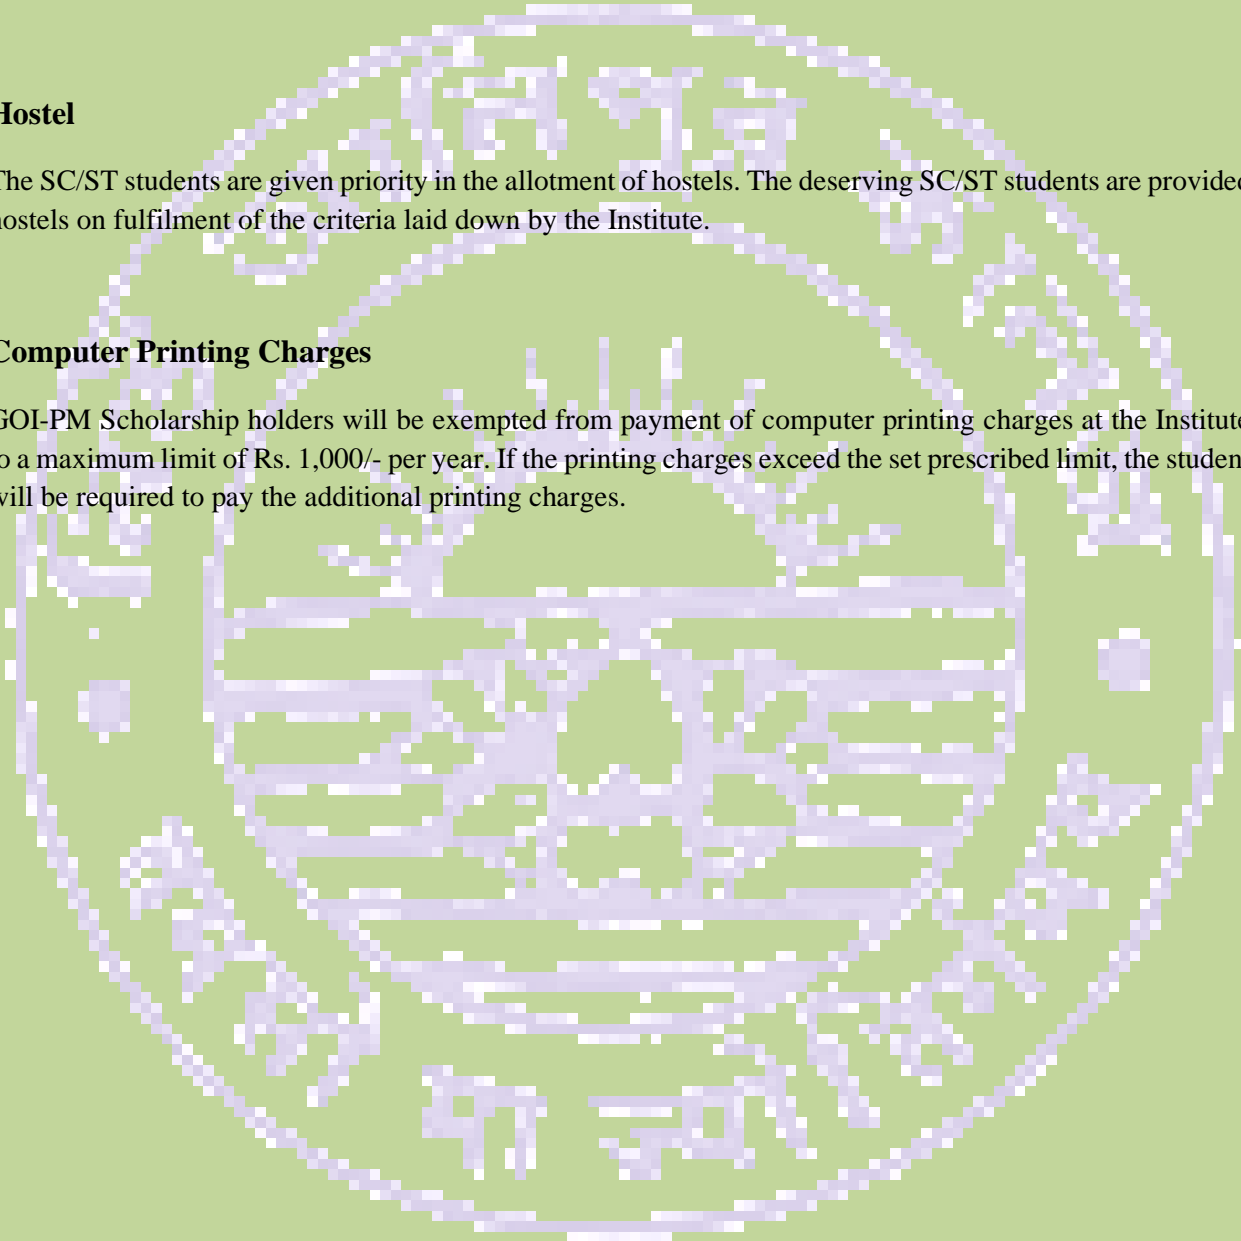 Hostel
The SC/ST students are given priority in the allotment of hostels. The deserving SC/ST students are provided
hostels on fulfilment of the criteria laid down by the Institute.
Computer Printing Charges
GOI-PM Scholarship holders will be exempted from payment of computer printing charges at the Institute
to a maximum limit of Rs. 1,000/- per year. If the printing charges exceed the set prescribed limit, the student
will be required to pay the additional printing charges.